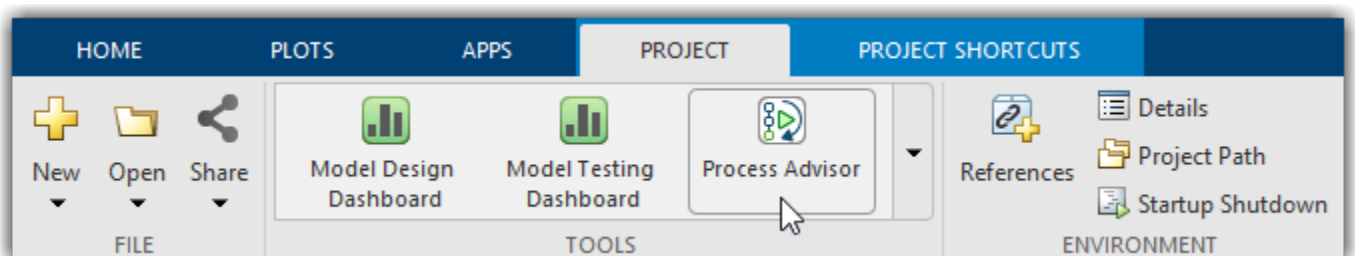 HOME PLOTS APPS PROJECT PROJECT SHORTCUTS
New Open Share
Model Design
Dashboard
Model Testing
Dashboard
Process Advisor
References
Details
Project Path
Startup Shutdown
FILE TOOLS ENVIRONMENT